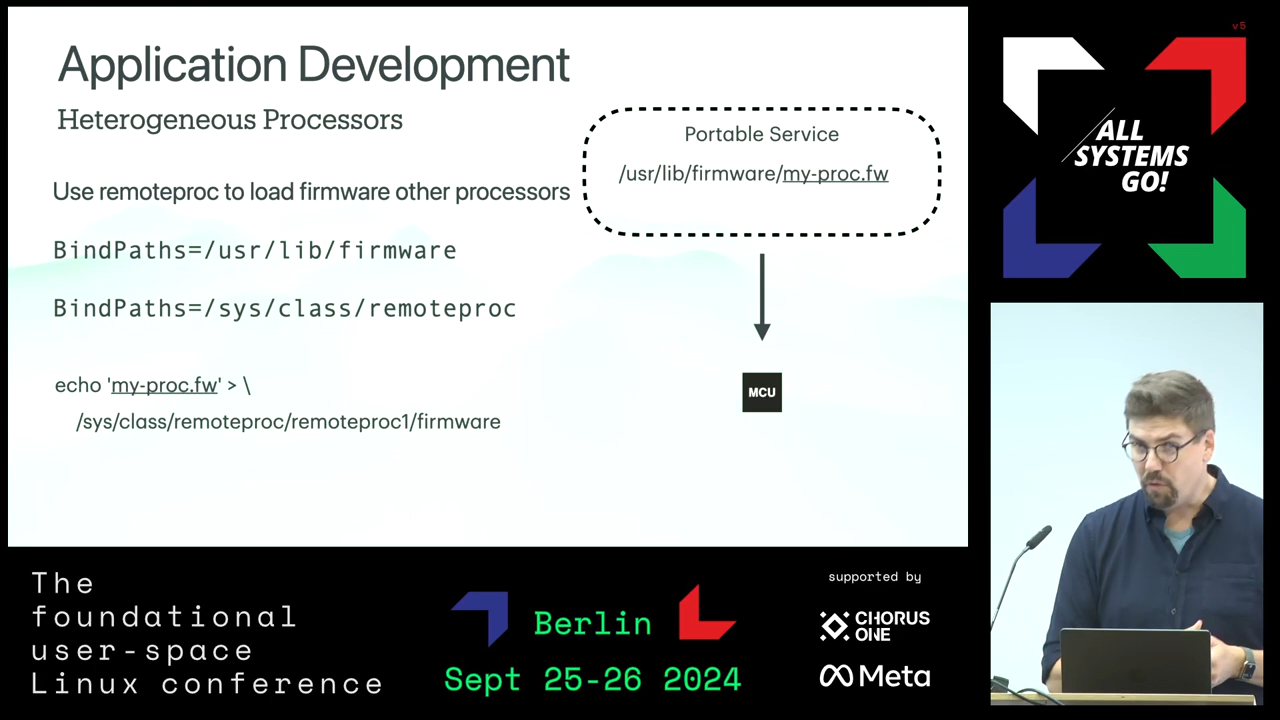 Application Development
Heterogeneous Processors
Use remoteproc to load firmware other processors
BindPaths=/usr/lib/firmware
BindPaths=/sys/class/remoteproc
echo 'my-proc.fw' > \
/sys/class/remoteproc/remoteproc1/firmware
Portable Service
/usr/lib/firmware/my-proc.fw
MCU
v5
ALL
SYSTEMS
GO!
The
foundational
user-space
Linux conference
Berlin
Sept 25-26 2024
supported by
CHORUS
ONE
Meta